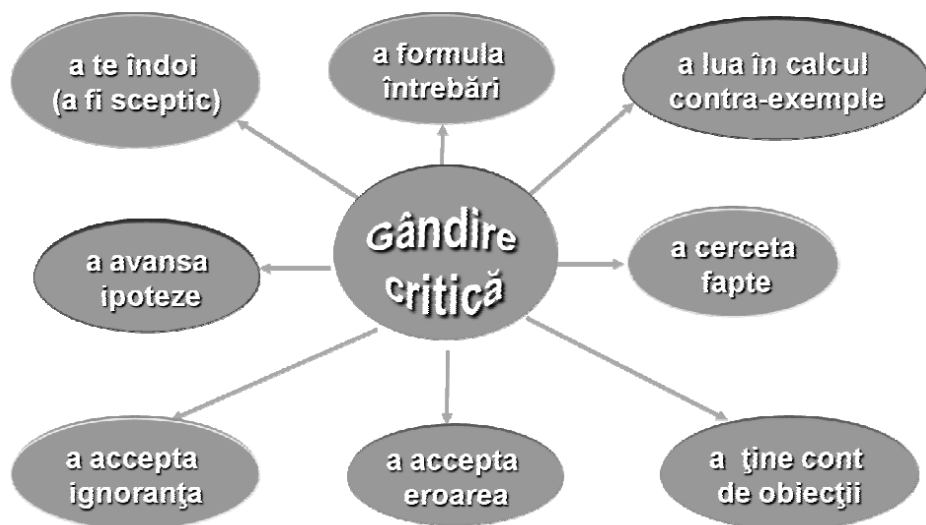 a te îndoi
(a fi sceptic)
a formula
întrebări
a lua în calcul
contra-exemple
Gândire
critică
a avansa
ipoteze
a cerceta
fapte
a accepta
ignoranţa
a accepta
eroarea
a ţine cont
de obiecţii